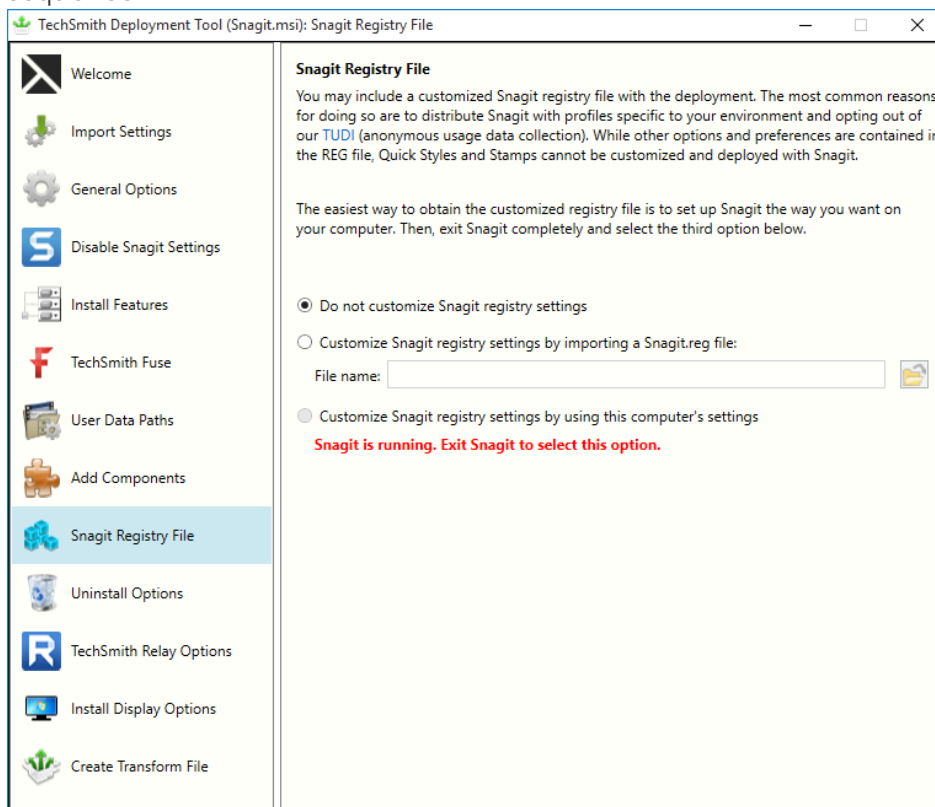 TechSmith Deployment Tool (Snagit.msi): Snagit Registry File
Welcome
Import Settings
General Options
Disable Snagit Settings
Install Features
TechSmith Fuse
User Data Paths
Add Components
Snagit Registry File
Uninstall Options
TechSmith Relay Options
Install Display Options
Create Transform File
Snagit Registry File
You may include a customized Snagit registry file with the deployment. The most common reasons
for doing so are to distribute Snagit with profiles specific to your environment and opting out of
our TUDI (anonymous usage data collection). While other options and preferences are contained in
the REG file, Quick Styles and Stamps cannot be customized and deployed with Snagit.
The easiest way to obtain the customized registry file is to set up Snagit the way you want on
your computer. Then, exit Snagit completely and select the third option below.
Do not customize Snagit registry settings
Customize Snagit registry settings by importing a Snagit.reg file:
File name:
Customize Snagit registry settings by using this computer's settings
Snagit is running. Exit Snagit to select this option.